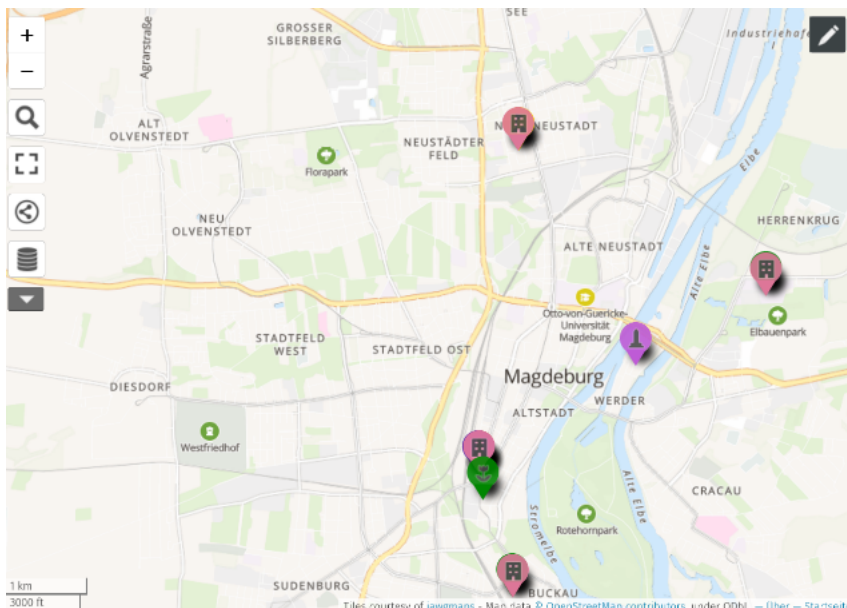 SEE
GROSSER
SILBERBERG
Agrarstraße
ALT
OLVENSTEDT
Florapark
NEUSTÄDTER
FELD
NEUSTADT
Elbe
HERRENKRUG
NEU
OLVENSTEDT
ALTE NEUSTADT
Alte Elbe
Otto-von-Guericke-
Universität
Magdeburg
Elbauenpark
STADTFELD
WEST
STADTFELD OST
Magdeburg
DIESDORF
WERDER
ALTSTADT
Westfriedhof
CRACAU
Stromelbe
Alte Elbe
Rotehornpark
SUDENBURG
BUCKAU
1 km
3000 ft
Tiles courtesy of jawgmaps - Map data © OpenStreetMap contributors under ODbL — Über — Startseite